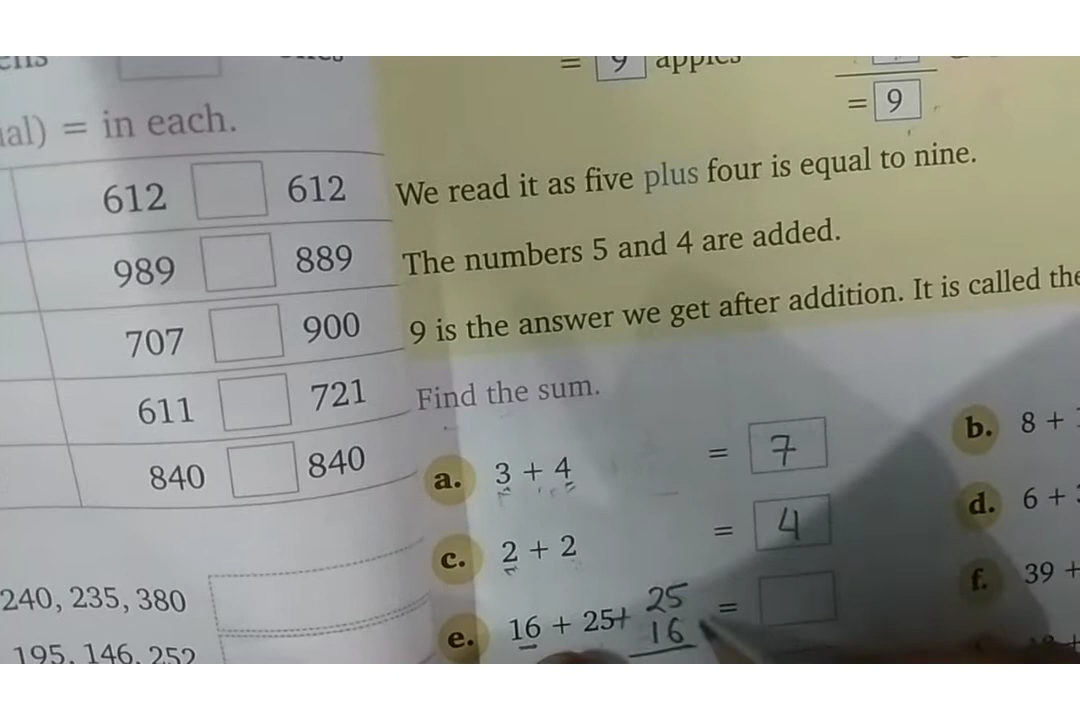 = 9 apples
= 9
in each.
612 612
989 889
707 900
611 721
840 840
240, 235, 380
195, 146, 252
We read it as five plus four is equal to nine.
The numbers 5 and 4 are added.
9 is the answer we get after addition. It is called the
Find the sum.
a. 3 + 4 = 7
b. 8 +
c. 2 + 2 = 4
d. 6 +
e. 16 + 25 =
+ 25
16
f. 39 +